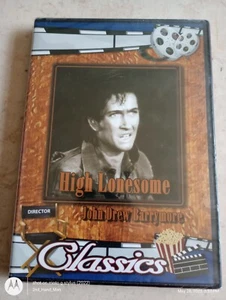 High Lonesome
John Drew Barrymore
DIRECTOR
Classics